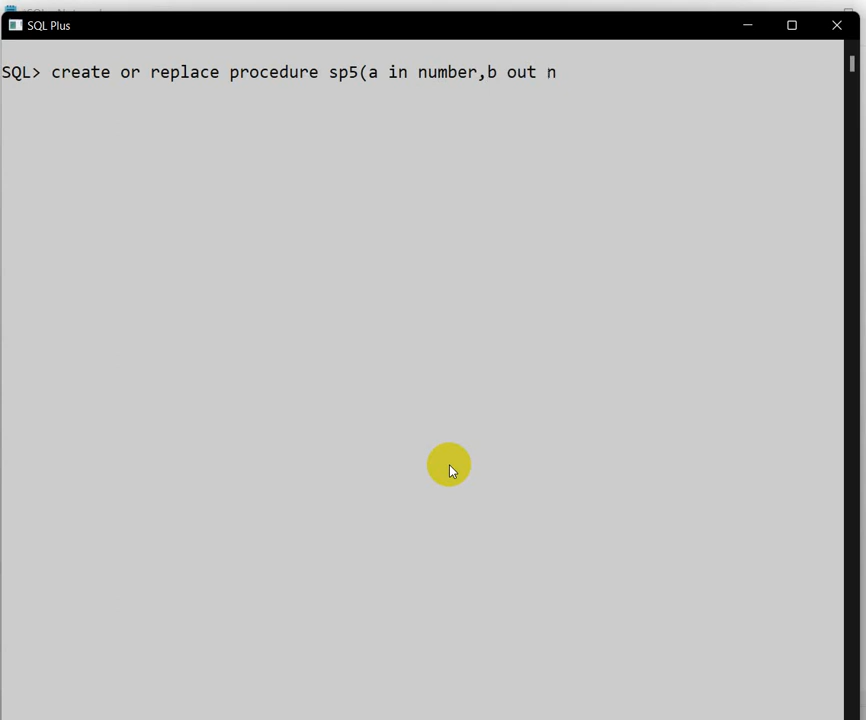 SQL Plus
SQL> create or replace procedure sp5(a in number,b out n